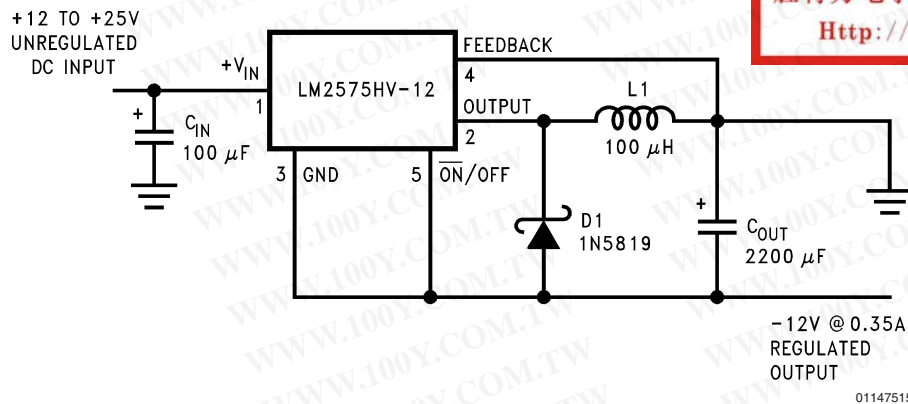 +12 TO +25V
UNREGULATED
DC INPUT
+VIN
1
CIN
100 μF
+
LM2575HV-12
FEEDBACK
4
OUTPUT
2
3 GND
5 ON/OFF
L1
100 μH
D1
1N5819
+
COUT
2200 μF
-12V @ 0.35A
REGULATED
OUTPUT
01147515
Http://
WWW.100Y.COM.TW